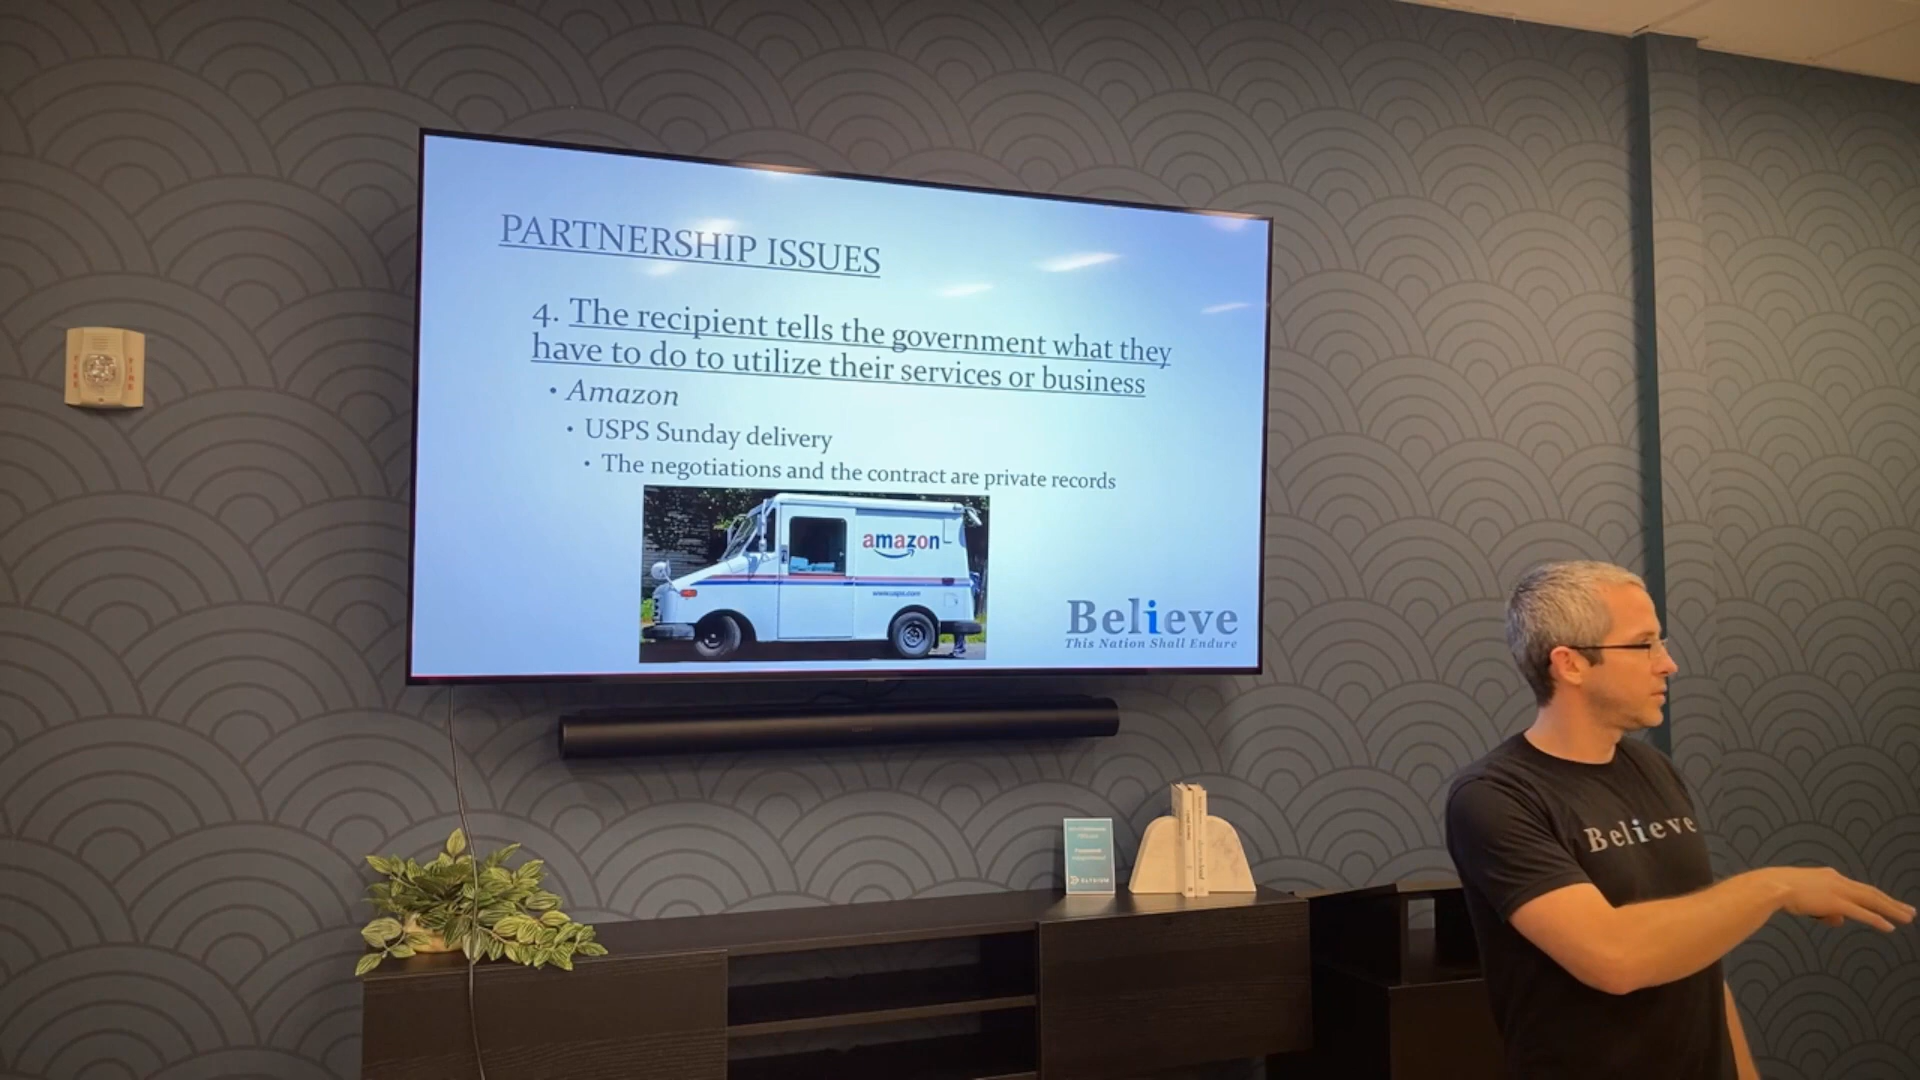 PARTNERSHIP ISSUES
4. The recipient tells the government what they
have to do to utilize their services or business
• Amazon
• USPS Sunday delivery
• The negotiations and the contract are private records
amazon
www.usps.com
Believe
This Nation Shall Endure
FIRE
FIRE
Believe